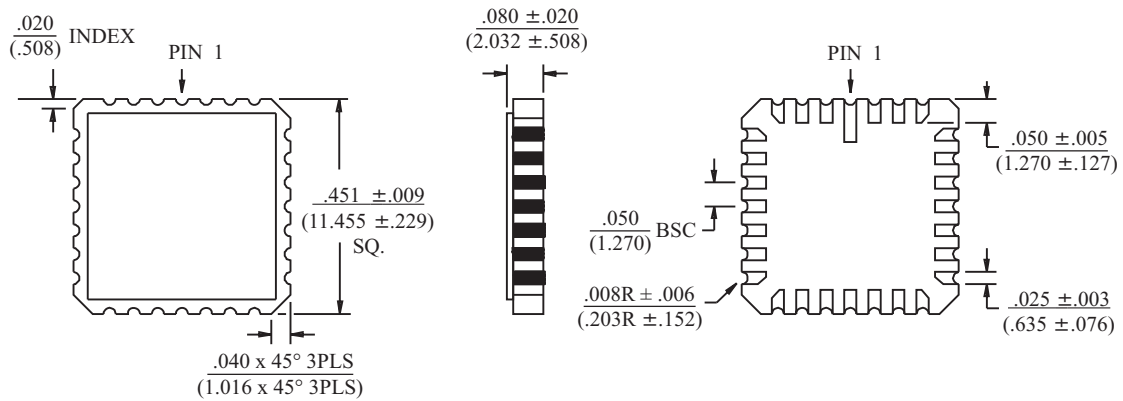 .020
(.508)
INDEX
PIN 1
.451 ±.009
(11.455 ±.229)
SQ.
.040 x 45° 3PLS
(1.016 x 45° 3PLS)
.080 ±.020
(2.032 ±.508)
PIN 1
.050 ±.005
(1.270 ±.127)
.050
(1.270)
BSC
.008R ± .006
(.203R ±.152)
.025 ±.003
(.635 ±.076)